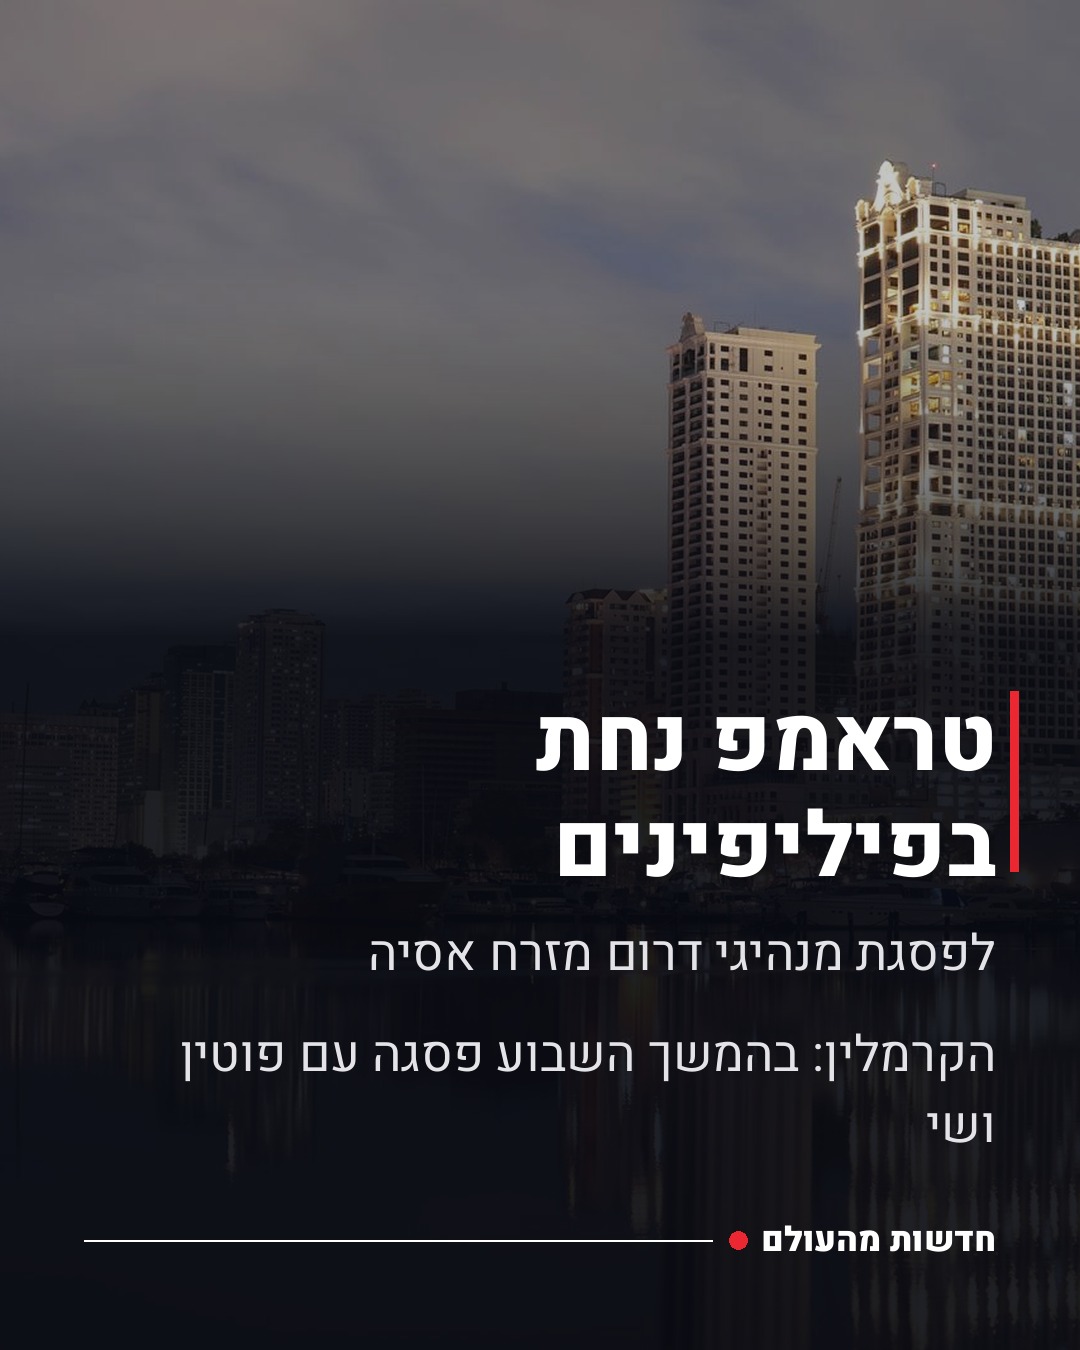 טראמפ נחת
בפיליפינים
לפסגת מנהיגי דרום מזרח אסיה
הקרמלין: בהמשך השבוע פסגה עם פוטין
ושי
חדשות מהעולם